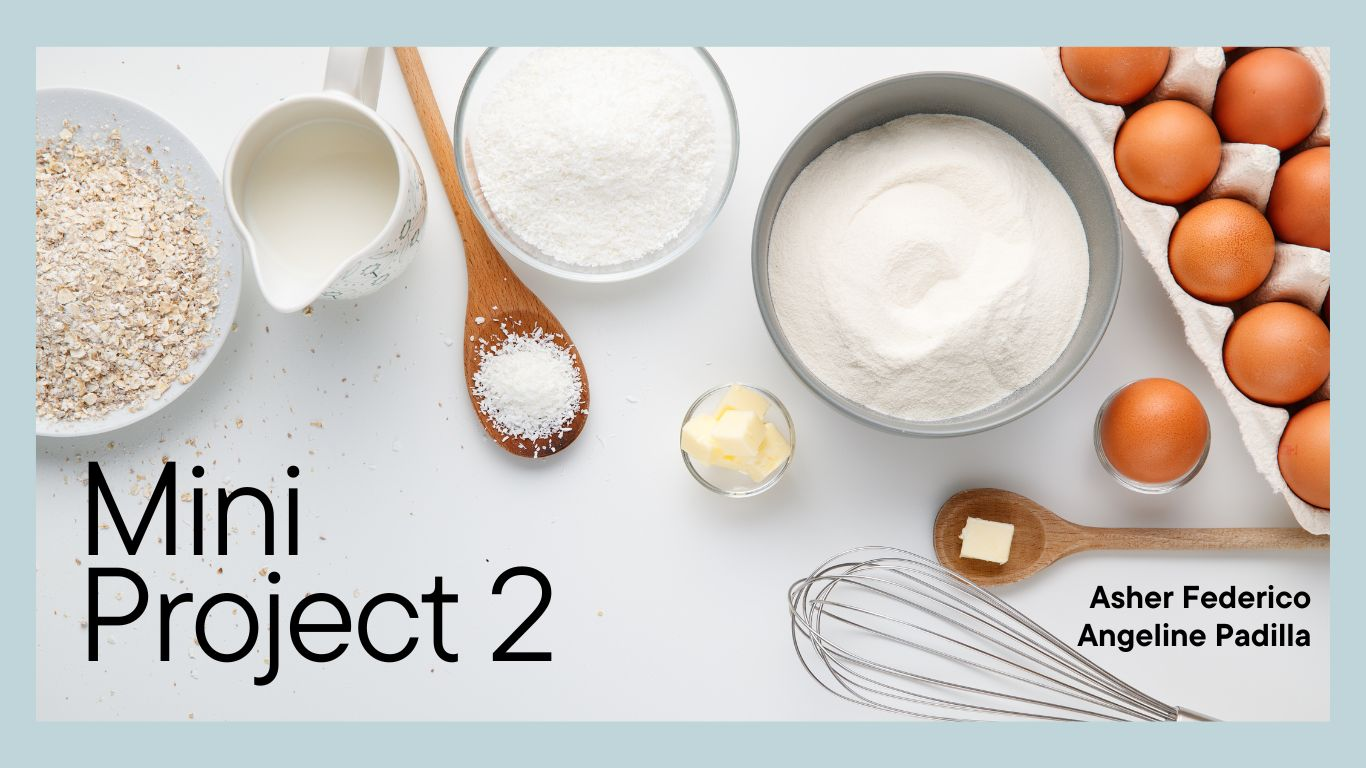 Mini
Project 2
Asher Federico
Angeline Padilla